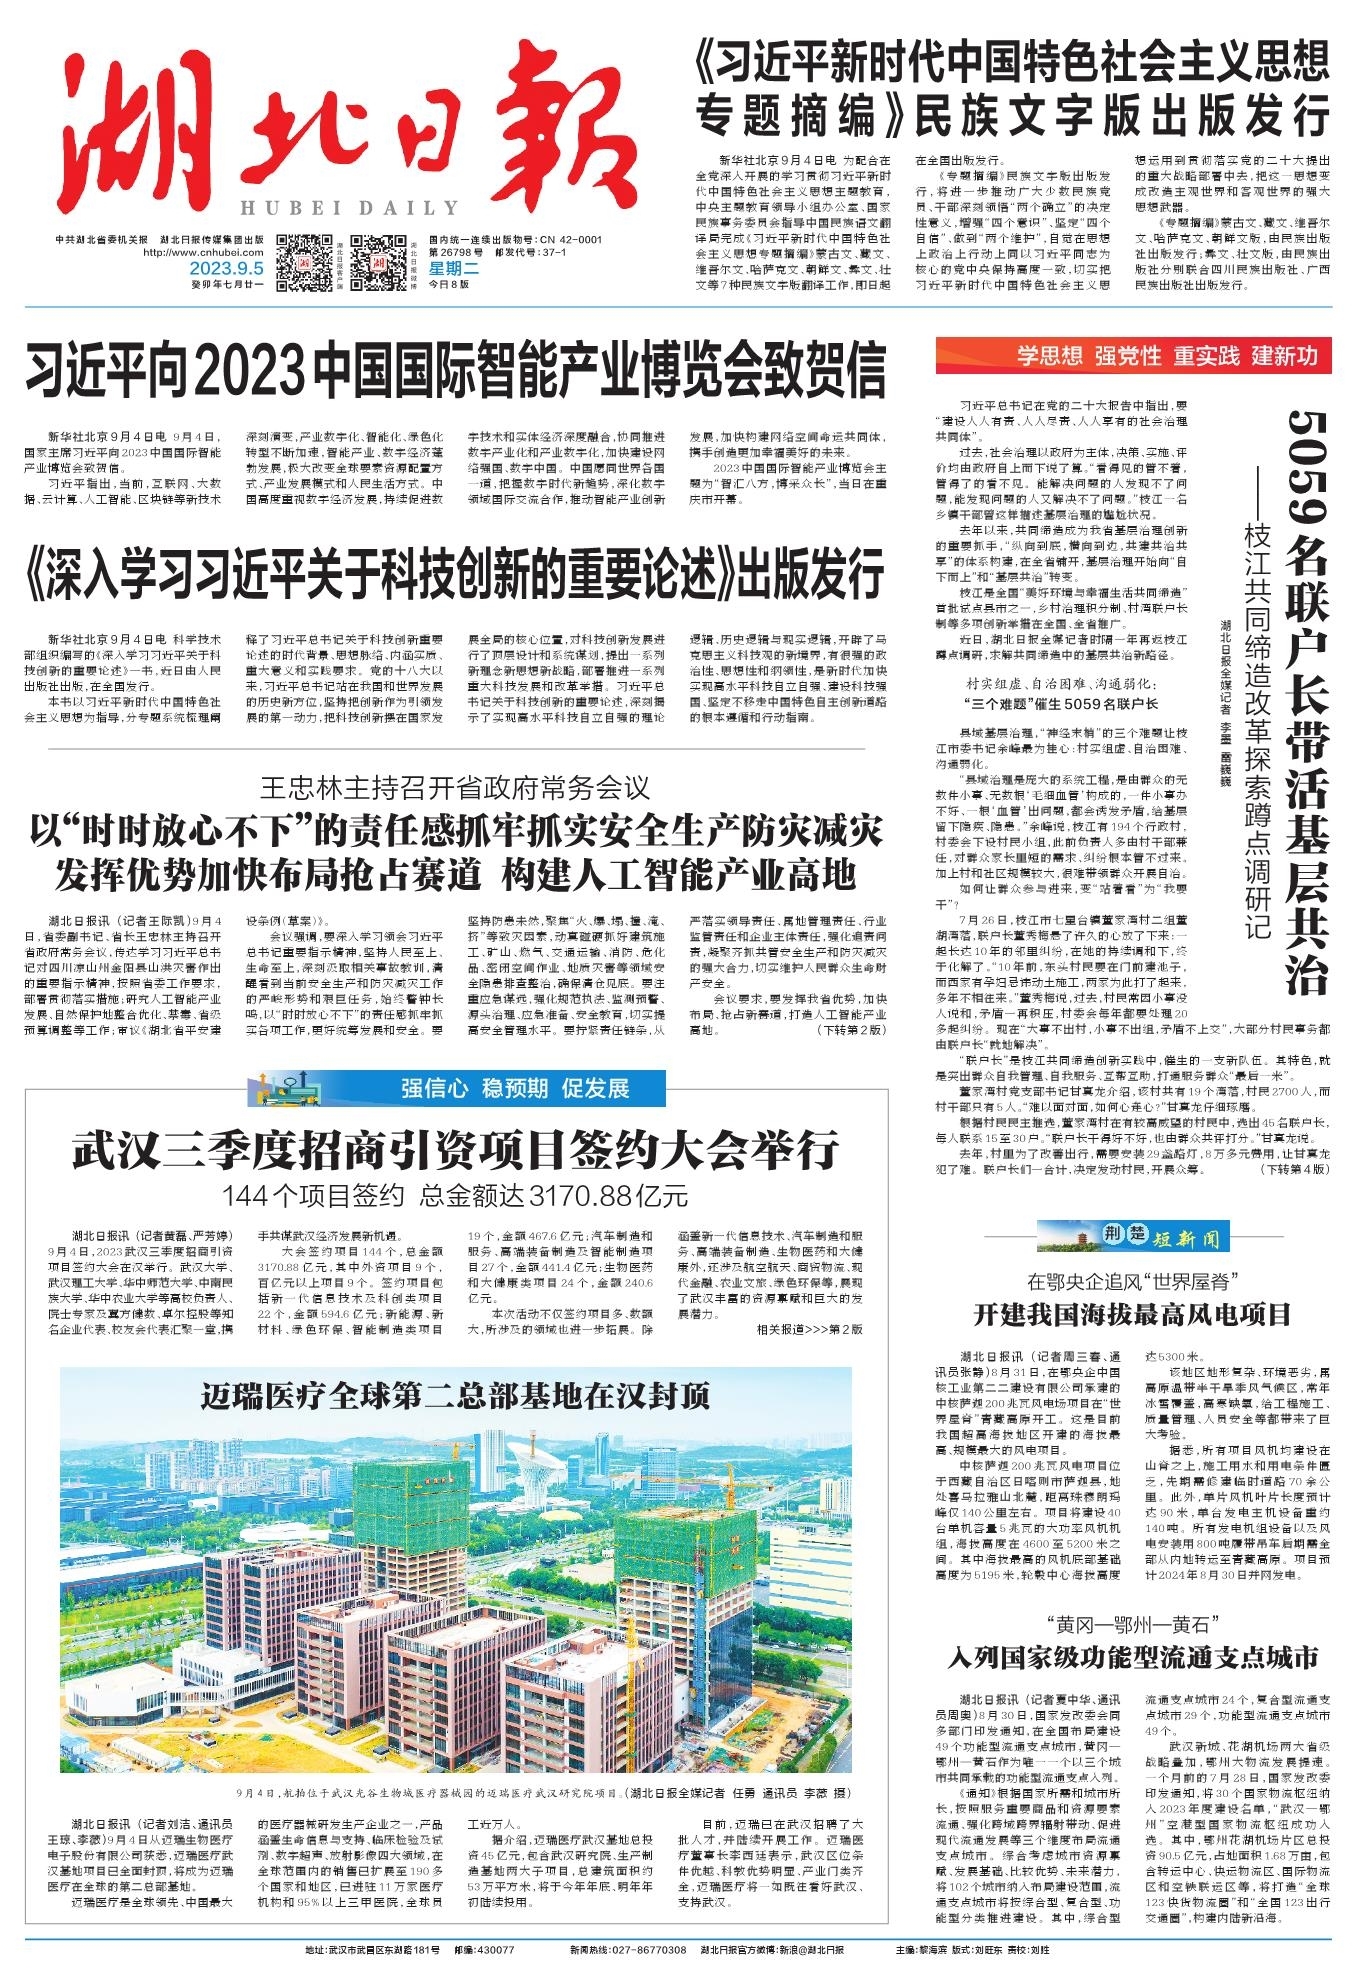 湖北日報
HUBEI DAILY
中共湖北省委机关报 湖北日报传媒集团出版
http://www.cnhubei.com
2023.9.5
癸卯年七月廿一
湖北日报客户端
湖北日报微博
国内统一连续出版物号:CN 42-0001
第26798号 邮发代号:37-1
星期二
今日8版
《习近平新时代中国特色社会主义思想
专题摘编》民族文字版出版发行
新华社北京9月4日电 为配合在
全党深入开展的学习贯彻习近平新时
代中国特色社会主义思想主题教育,
中央主题教育领导小组办公室、国家
民族事务委员会指导中国民族语文翻
译局完成《习近平新时代中国特色社
会主义思想专题摘编》蒙古文、藏文、
维吾尔文、哈萨克文、朝鲜文、彝文、壮
文等7种民族文字版翻译工作,即日起
在全国出版发行。
《专题摘编》民族文字版出版发
行,将进一步推动广大少数民族党
员、干部深刻领悟“两个确立”的决定
性意义,增强“四个意识”、坚定“四个
自信”、做到“两个维护”,自觉在思想
上政治上行动上同以习近平同志为
核心的党中央保持高度一致,切实把
习近平新时代中国特色社会主义思
想运用到贯彻落实党的二十大提出
的重大战略部署中去,把这一思想变
成改造主观世界和客观世界的强大
思想武器。
《专题摘编》蒙古文、藏文、维吾尔
文、哈萨克文、朝鲜文版,由民族出版
社出版发行;彝文、壮文版,由民族出
版社分别联合四川民族出版社、广西
民族出版社出版发行。
习近平向2023中国国际智能产业博览会致贺信
新华社北京9月4日电 9月4日,
国家主席习近平向2023中国国际智能
产业博览会致贺信。
习近平指出,当前,互联网、大数
据、云计算、人工智能、区块链等新技术
深刻演变,产业数字化、智能化、绿色化
转型不断加速,智能产业、数字经济蓬
勃发展,极大改变全球要素资源配置方
式、产业发展模式和人民生活方式。中
国高度重视数字经济发展,持续促进数
字技术和实体经济深度融合,协同推进
数字产业化和产业数字化,加快建设网
络强国、数字中国。中国愿同世界各国
一道,把握数字时代新趋势,深化数字
领域国际交流合作,推动智能产业创新
发展,加快构建网络空间命运共同体,
携手创造更加幸福美好的未来。
2023中国国际智能产业博览会主
题为“智汇八方,博采众长”,当日在重
庆市开幕。
《深入学习习近平关于科技创新的重要论述》出版发行
新华社北京9月4日电 科学技术
部组织编写的《深入学习习近平关于科
技创新的重要论述》一书,近日由人民
出版社出版,在全国发行。
本书以习近平新时代中国特色社
会主义思想为指导,分专题系统梳理阐
释了习近平总书记关于科技创新重要
论述的时代背景、思想脉络、内涵实质、
重大意义和实践要求。党的十八大以
来,习近平总书记站在我国和世界发展
的历史新方位,坚持把创新作为引领发
展的第一动力,把科技创新摆在国家发
展全局的核心位置,对科技创新发展进
行了顶层设计和系统谋划,提出一系列
新理念新思想新战略,部署推进一系列
重大科技发展和改革举措。习近平总
书记关于科技创新的重要论述,深刻揭
示了实现高水平科技自立自强的理论
逻辑、历史逻辑与现实逻辑,开辟了马
克思主义科技观的新境界,有很强的政
治性、思想性和纲领性,是新时代加快
实现高水平科技自立自强、建设科技强
国、坚定不移走中国特色自主创新道路
的根本遵循和行动指南。
王忠林主持召开省政府常务会议
以“时时放心不下”的责任感抓牢抓实安全生产防灾减灾
发挥优势加快布局抢占赛道 构建人工智能产业高地
湖北日报讯(记者王际凯)9月4
日,省委副书记、省长王忠林主持召开
省政府常务会议,传达学习习近平总书
记对四川凉山州金阳县山洪灾害作出
的重要指示精神,按照省委工作要求,
部署贯彻落实措施;研究人工智能产业
发展、自然保护地整合优化、禁毒、省级
预算调整等工作;审议《湖北省平安建
设条例(草案)》。
会议强调,要深入学习领会习近平
总书记重要指示精神,坚持人民至上、
生命至上,深刻汲取相关事故教训,清
醒看到当前安全生产和防灾减灾工作
的严峻形势和艰巨任务,始终警钟长
鸣,以“时时放心不下”的责任感抓牢抓
实各项工作,更好统筹发展和安全。要
坚持防患未然,聚焦“火、爆、塌、撞、淹、
挤”等致灾因素,动真碰硬抓好建筑施
工、矿山、燃气、交通运输、消防、危化
品、密闭空间作业、地质灾害等领域安
全隐患排查整治,确保清仓见底。要注
重应急谋远,强化规范执法、监测预警、
源头治理、应急准备、安全教育,切实提
高安全管理水平。要拧紧责任链条,从
严落实领导责任、属地管理责任、行业
监管责任和企业主体责任,强化追责问
责,凝聚齐抓共管安全生产和防灾减灾
的强大合力,切实维护人民群众生命财
产安全。
会议要求,要发挥我省优势,加快
布局、抢占新赛道,打造人工智能产业
高地。 (下转第2版)
强信心 稳预期 促发展
武汉三季度招商引资项目签约大会举行
144个项目签约 总金额达3170.88亿元
湖北日报讯(记者黄磊、严芳婷)
9月4日,2023武汉三季度招商引资
项目签约大会在汉举行。武汉大学、
武汉理工大学、华中师范大学、中南民
族大学、华中农业大学等高校负责人、
院士专家及冀方健数、卓尔控股等知
名企业代表、校友会代表汇聚一堂,携
手共谋武汉经济发展新机遇。
大会签约项目144个,总金额
3170.88亿元,其中外资项目9个,
百亿元以上项目9个。签约项目包
括新一代信息技术及科创类项目
22个,金额594.6亿元;新能源、新
材料、绿色环保、智能制造类项目
19个,金额467.6亿元;汽车制造和
服务、高端装备制造及智能制造项
目27个,金额441.4亿元;生物医药
和大健康类项目24个,金额240.6
亿元。
本次活动不仅签约项目多、数额
大,所涉及的领域也进一步拓展。除
涵盖新一代信息技术、汽车制造和服
务、高端装备制造、生物医药和大健
康外,还涉及航空航天、商贸物流、现
代金融、农业文旅、绿色环保等,展现
了武汉丰富的资源禀赋和巨大的发
展潜力。
相关报道>>>第2版
迈瑞医疗全球第二总部基地在汉封顶
9月4日,航拍位于武汉光谷生物城医疗器械园的迈瑞医疗武汉研究院项目。(湖北日报全媒记者 任勇 通讯员 李薇 摄)
湖北日报讯(记者刘洁、通讯员
王琼、李薇)9月4日从迈瑞生物医疗
电子股份有限公司获悉,迈瑞医疗武
汉基地项目已全面封顶,将成为迈瑞
医疗在全球的第二总部基地。
迈瑞医疗是全球领先、中国最大
的医疗器械研发生产企业之一,产品
涵盖生命信息与支持、临床检验及试
剂、数字超声、放射影像四大领域,在
全球范围内的销售已扩展至190多
个国家和地区,已进驻11万家医疗
机构和95%以上三甲医院,全球员
工近万人。
据介绍,迈瑞医疗武汉基地总投
资45亿元,包含武汉研究院、生产制
造基地两大子项目,总建筑面积约
53万平方米,将于今年年底、明年年
初陆续投用。
目前,迈瑞已在武汉招聘了大
批人才,并陆续开展工作。迈瑞医
疗董事长李西廷表示,武汉区位条
件优越、科教优势明显、产业门类齐
全,迈瑞医疗将一如既往看好武汉、
支持武汉。
学思想 强党性 重实践 建新功
5059名联户长带活基层共治
——枝江共同缔造改革探索蹲点调研记
湖北日报全媒记者 李墨 雷巍巍
习近平总书记在党的二十大报告中指出,要
“建设人人有责、人人尽责、人人享有的社会治理
共同体”。
过去,社会治理以政府为主体,决策、实施、评
价均由政府自上而下说了算。“看得见的管不着,
管得了的看不见。能解决问题的人发现不了问
题,能发现问题的人又解决不了问题。”枝江一名
乡镇干部曾这样描述基层治理的尴尬状况。
去年以来,共同缔造成为我省基层治理创新
的重要抓手,“纵向到底,横向到边,共建共治共
享”的体系构建,在全省铺开,基层治理开始向“自
下而上”和“基层共治”转变。
枝江是全国“美好环境与幸福生活共同缔造”
首批试点县市之一,乡村治理积分制、村湾联户长
制等多项创新举措在全国、全省推广。
近日,湖北日报全媒记者时隔一年再返枝江
蹲点调研,求解共同缔造中的基层共治新路径。
村实组虚、自治困难、沟通弱化:
“三个难题”催生5059名联户长
县域基层治理,“神经末梢”的三个难题让枝
江市委书记余峰最为挂心:村实组虚、自治困难、
沟通弱化。
“县域治理是庞大的系统工程,是由群众的无
数件小事、无数根‘毛细血管’构成的,一件小事办
不好、一根‘血管’出问题,都会诱发矛盾,给基层
留下隐疾、隐患。”余峰说,枝江有194个行政村,
村委会下设村民小组,此前负责人多由村干部兼
任,对群众家长里短的需求、纠纷根本管不过来。
加上村和社区规模较大,很难带领群众开展自治。
如何让群众参与进来,变“站着看”为“我要
干”?
7月26日,枝江市七星台镇董家湾村二组董
湖湾落,联户长董秀梅悬了许久的心放了下来:一
起长达10年的邻里纠纷,在她的持续调和下,终
于化解了。“10年前,东头村民要在门前建池子,
而西家有孕妇忌讳动土施工,两家为此打了起来,
多年不相往来。”董秀梅说,过去,村民常因小事没
人说和,矛盾一再积压,村委会每年都要处理20
多起纠纷。现在“大事不出村,小事不出组,矛盾不上交”,大部分村民事务都
由联户长“就地解决”。
“联户长”是枝江共同缔造创新实践中,催生的一支新队伍。其特色,就
是突出群众自我管理、自我服务、互帮互助,打通服务群众“最后一米”。
董家湾村党支部书记甘真龙介绍,该村共有19个湾落,村民2700人,而
村干部只有5人。“难以面对面,如何心连心?”甘真龙仔细琢磨。
根据村民民主推选,董家湾村在有较高威望的村民中,选出45名联户长,
每人联系15至30户。“联户长干得好不好,也由群众共评打分。”甘真龙说。
去年,村里为了改善出行,需要安装29盏路灯,8万多元费用,让甘真龙
犯了难。联户长们一合计,决定发动村民,开展众筹。 (下转第4版)
荆楚短新闻
在鄂央企追风“世界屋脊”
开建我国海拔最高风电项目
湖北日报讯(记者周三春、通
讯员张静)8月31日,在鄂央企中国
核工业第二二建设有限公司承建的
中核萨迦200兆瓦风电场项目在“世
界屋脊”青藏高原开工。这是目前
我国超高海拔地区开建的海拔最
高、规模最大的风电项目。
中核萨迦200兆瓦风电项目位
于西藏自治区日喀则市萨迦县,地
处喜马拉雅山北麓,距离珠穆朗玛
峰仅140公里左右。项目将建设40
台单机容量5兆瓦的大功率风机机
组,海拔高度在4600至5200米之
间。其中海拔最高的风机底部基础
高度为5195米,轮毂中心海拔高度
达5300米。
该地区地形复杂、环境恶劣,属
高原温带半干旱季风气候区,常年
冰雪覆盖,高寒缺氧,给工程施工、
质量管理、人员安全等都带来了巨
大考验。
据悉,所有项目风机均建设在
山脊之上,施工用水和用电条件匮
乏,先期需修建临时道路70余公
里。此外,单片风机叶片长度预计
达90米,单台发电主机设备重约
140吨。所有发电机组设备以及风
电安装用800吨履带吊车后期需全
部从内地转运至青藏高原。项目预
计2024年8月30日并网发电。
“黄冈—鄂州—黄石”
入列国家级功能型流通支点城市
湖北日报讯(记者夏中华、通讯
员周奥)8月30日,国家发改委会同
多部门印发通知,在全国布局建设
49个功能型流通支点城市,黄冈—
鄂州—黄石作为唯一一个以三个城
市共同承载的功能型流通支点入列。
《通知》根据国家所需和城市所
长,按照服务重要商品和资源要素
流通、强化跨域跨界辐射带动、促进
现代流通发展等三个维度布局流通
支点城市。综合考虑城市资源禀
赋、发展基础、比较优势、未来潜力,
将102个城市纳入布局建设范围,流
通支点城市将按综合型、复合型、功
能型分类推进建设。其中,综合型
流通支点城市24个,复合型流通支
点城市29个,功能型流通支点城市
49个。
武汉新城、花湖机场两大省级
战略叠加,鄂州大物流发展提速。
一个月前的7月28日,国家发改委
印发通知,将30个国家物流枢纽纳
入2023年度建设名单,“武汉—鄂
州”空港型国家物流枢纽成功入
选。其中,鄂州花湖机场片区总投
资90.5亿元,占地面积1.68万亩,包
含转运中心、快运物流区、国际物流
区和空铁联运区等,将打造“全球
123快货物流圈”和“全国123出行
交通圈”,构建内陆新沿海。
地址:武汉市武昌区东湖路181号 邮编:430077 新闻热线:027-86770308 湖北日报官方微博:新浪@湖北日报 主编:黎海滨 版式:刘旺东 责校:刘胜